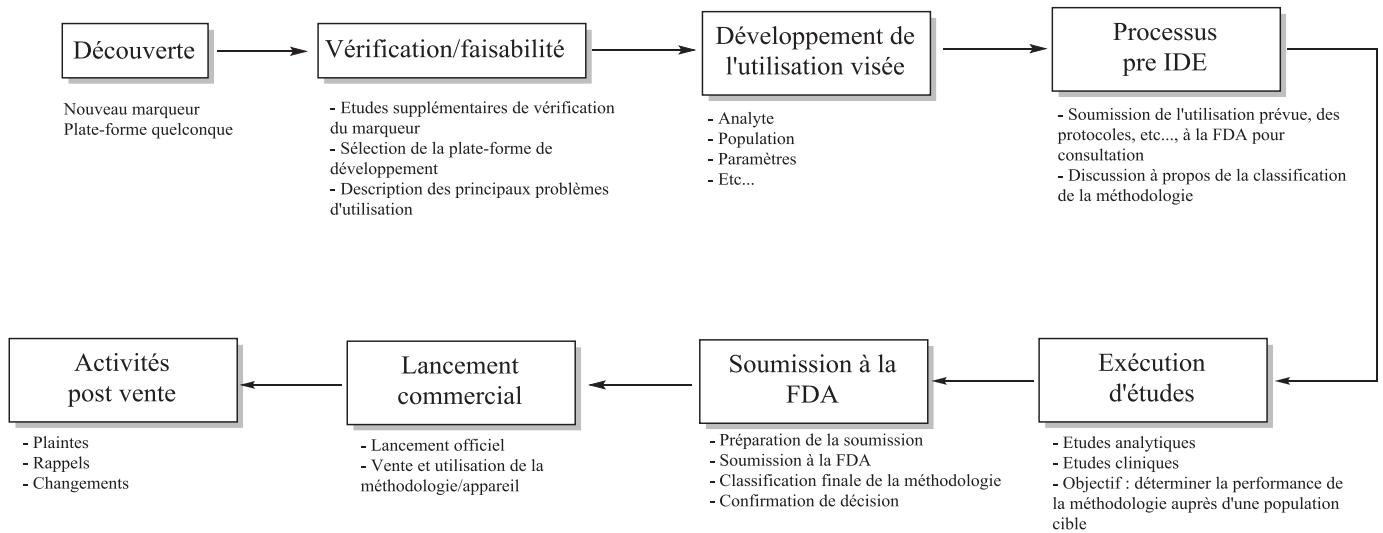 Découverte
Nouveau marqueur
Plate-forme quelconque
Vérification/faisabilité
- Etudes supplémentaires de vérification
du marqueur
- Sélection de la plate-forme de
développement
- Description des principaux problèmes
d'utilisation
Développement de
l'utilisation visée
- Analyte
- Population
- Paramètres
- Etc...
Processus
pre IDE
- Soumission de l'utilisation prévue, des
protocoles, etc..., à la FDA pour
consultation
- Discussion à propos de la classification
de la méthodologie
Exécution
d'études
- Etudes analytiques
- Etudes cliniques
- Objectif : déterminer la performance de
la méthodologie auprès d'une population
cible
Soumission à la
FDA
- Préparation de la soumission
- Soumission à la FDA
- Classification finale de la méthodologie
- Confirmation de décision
Lancement
commercial
- Lancement officiel
- Vente et utilisation de la
méthodologie/appareil
Activités
post vente
- Plaintes
- Rappels
- Changements